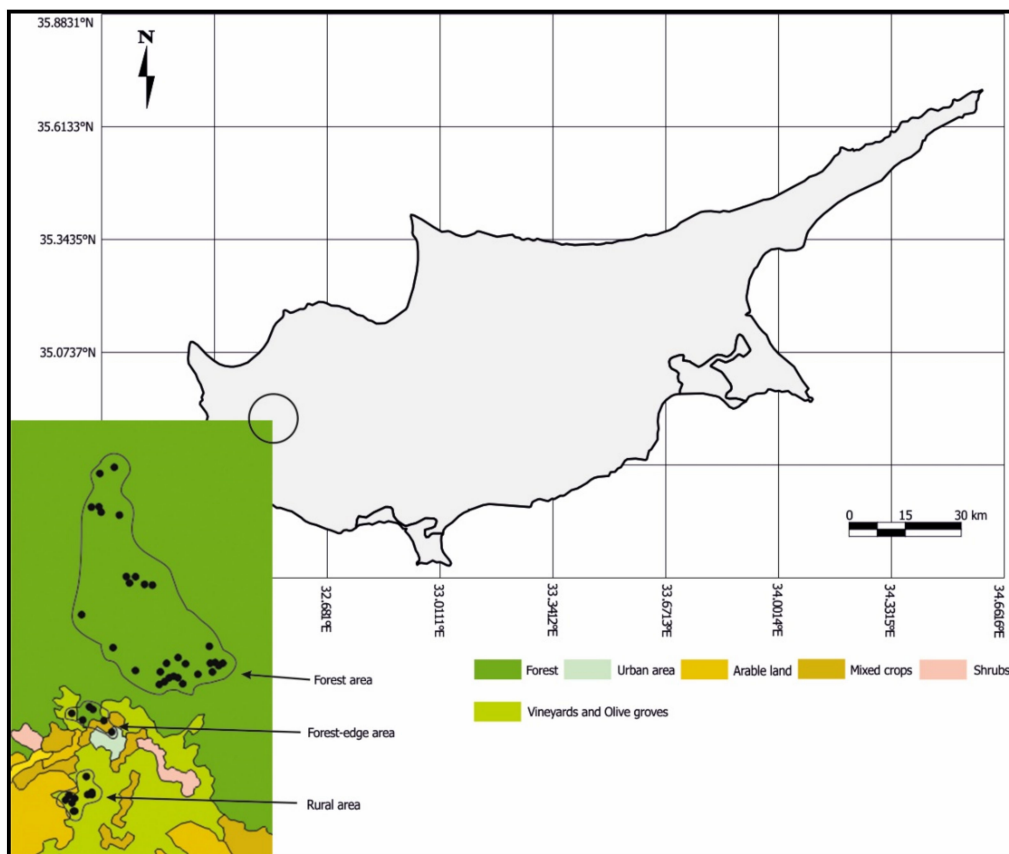 35.8831°N
N
35.6133°N
35.3435°N
35.0737°N
0 15 30 km
32.681°E
33.0111°E
33.3412°E
33.6713°E
34.0014°E
34.3315°E
34.6616°E
Forest
Urban area
Arable land
Mixed crops
Shrubs
Forest area
Vineyards and Olive groves
Forest-edge area
Rural area